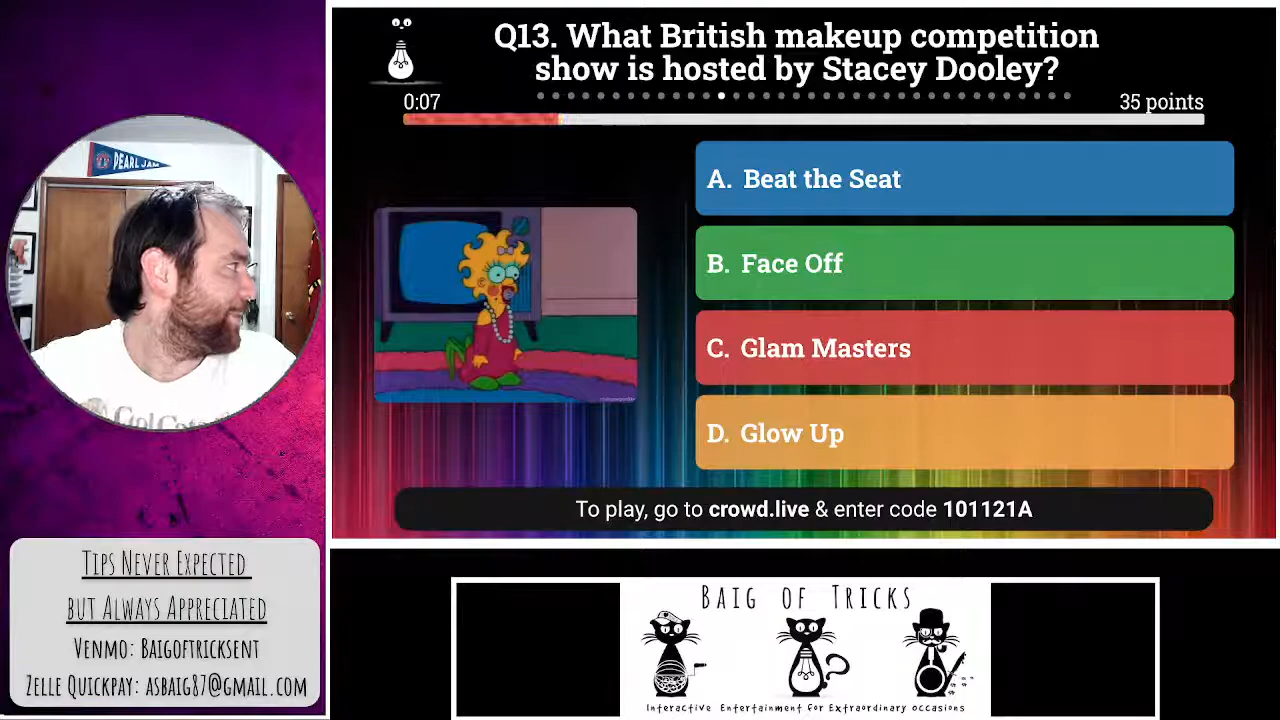 Q13. What British makeup competition
show is hosted by Stacey Dooley?
0:07
35 points
PEARL JAM
A. Beat the Seat
B. Face Off
C. Glam Masters
D. Glow Up
To play, go to crowd.live & enter code 101121A
Tips Never Expected
but Always Appreciated
Venmo: Baigoftricksent
Zelle Quickpay: asbaig87@gmail.com
BAIG OF TRICKS
Interactive Entertainment for Extraordinary Occasions